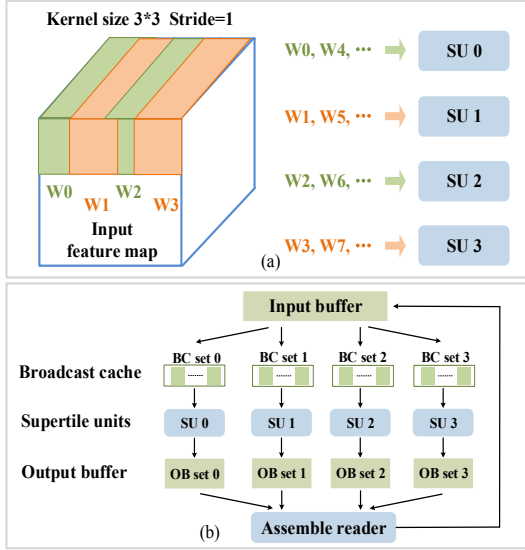 Kernel size 3*3 Stride=1
W0 W1 W2 W3
Input
feature map
W0, W4, ··· SU 0
W1, W5, ··· SU 1
W2, W6, ··· SU 2
W3, W7, ··· SU 3
(a)
Input buffer
Broadcast cache
BC set 0 BC set 1 BC set 2 BC set 3
······· ······· ······· ·······
Supertile units SU 0 SU 1 SU 2 SU 3
Output buffer OB set 0 OB set 1 OB set 2 OB set 3
(b) Assemble reader